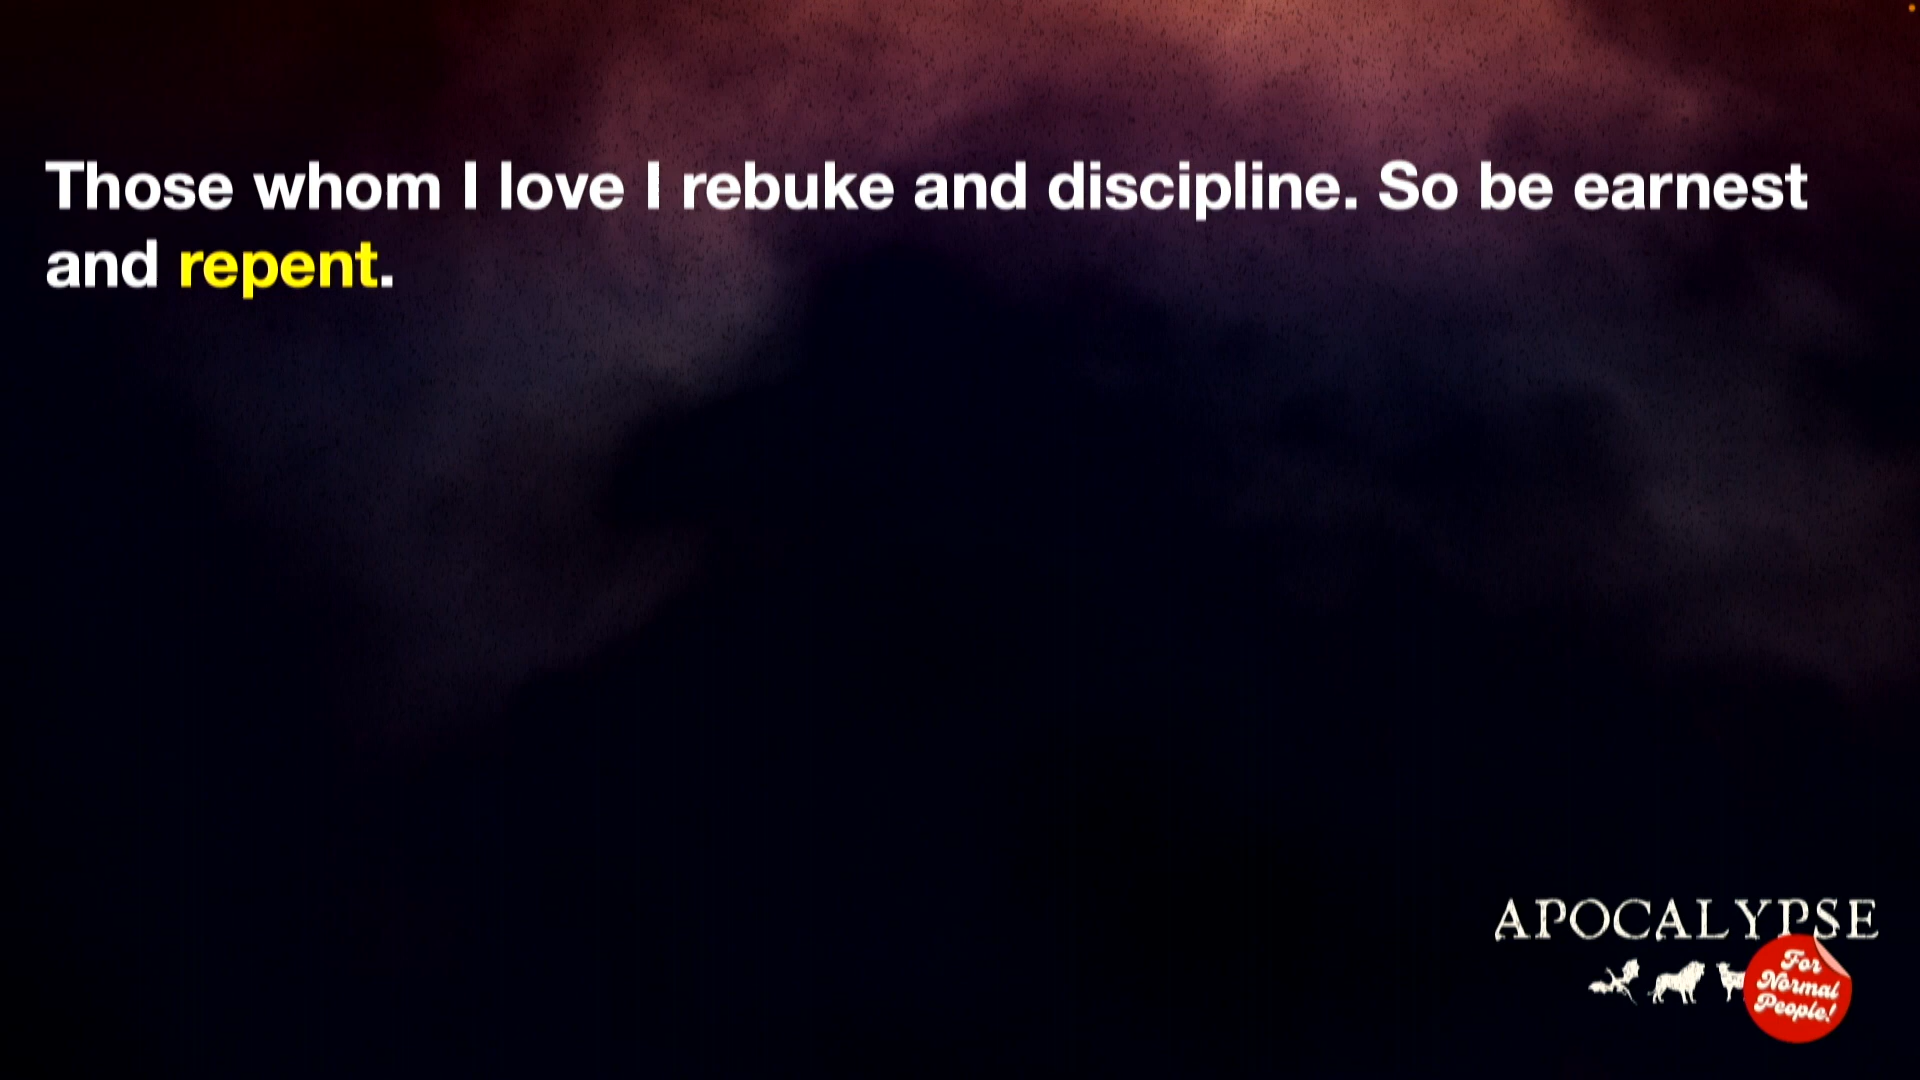 Those whom I love I rebuke and discipline. So be earnest
and repent.
APOCALYPSE
For
Normal
People!